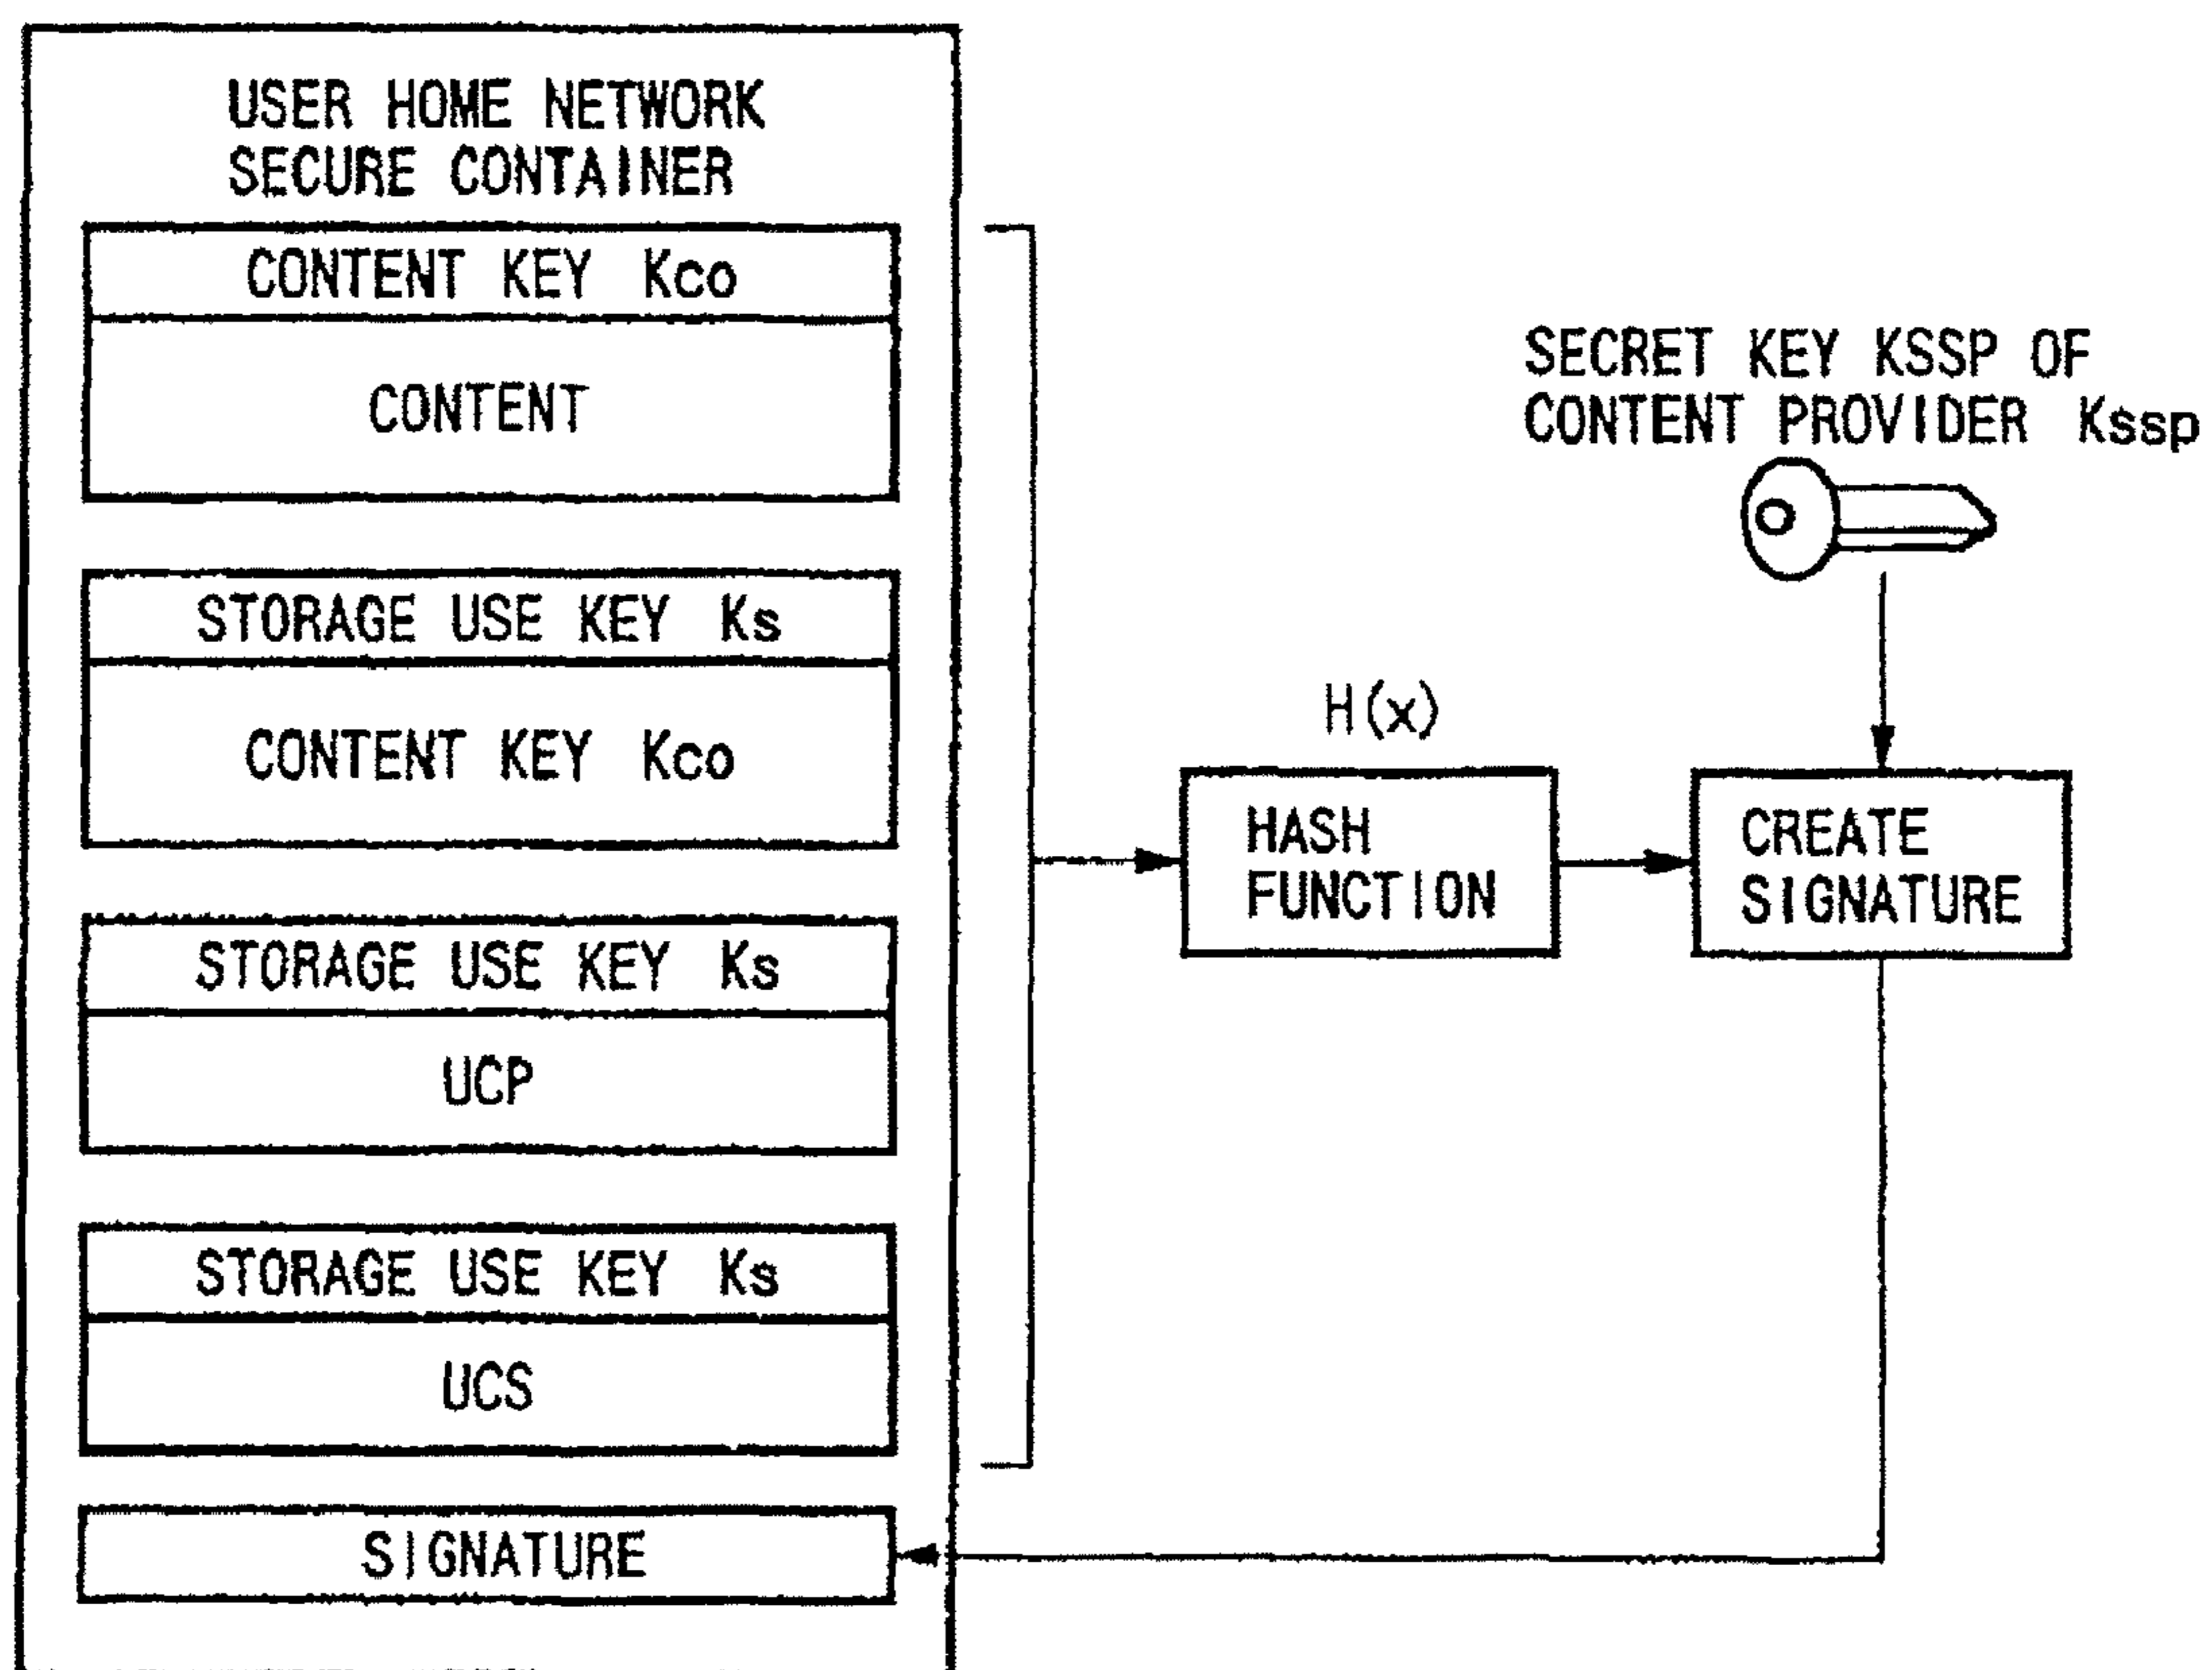 USER HOME NETWORK
SECURE CONTAINER
CONTENT KEY Kco
CONTENT
STORAGE USE KEY Ks
CONTENT KEY Kco
STORAGE USE KEY Ks
UCP
STORAGE USE KEY Ks
UCS
SIGNATURE
H(x)
HASH
FUNCTION
SECRET KEY KSSP OF
CONTENT PROVIDER Kssp
CREATE
SIGNATURE